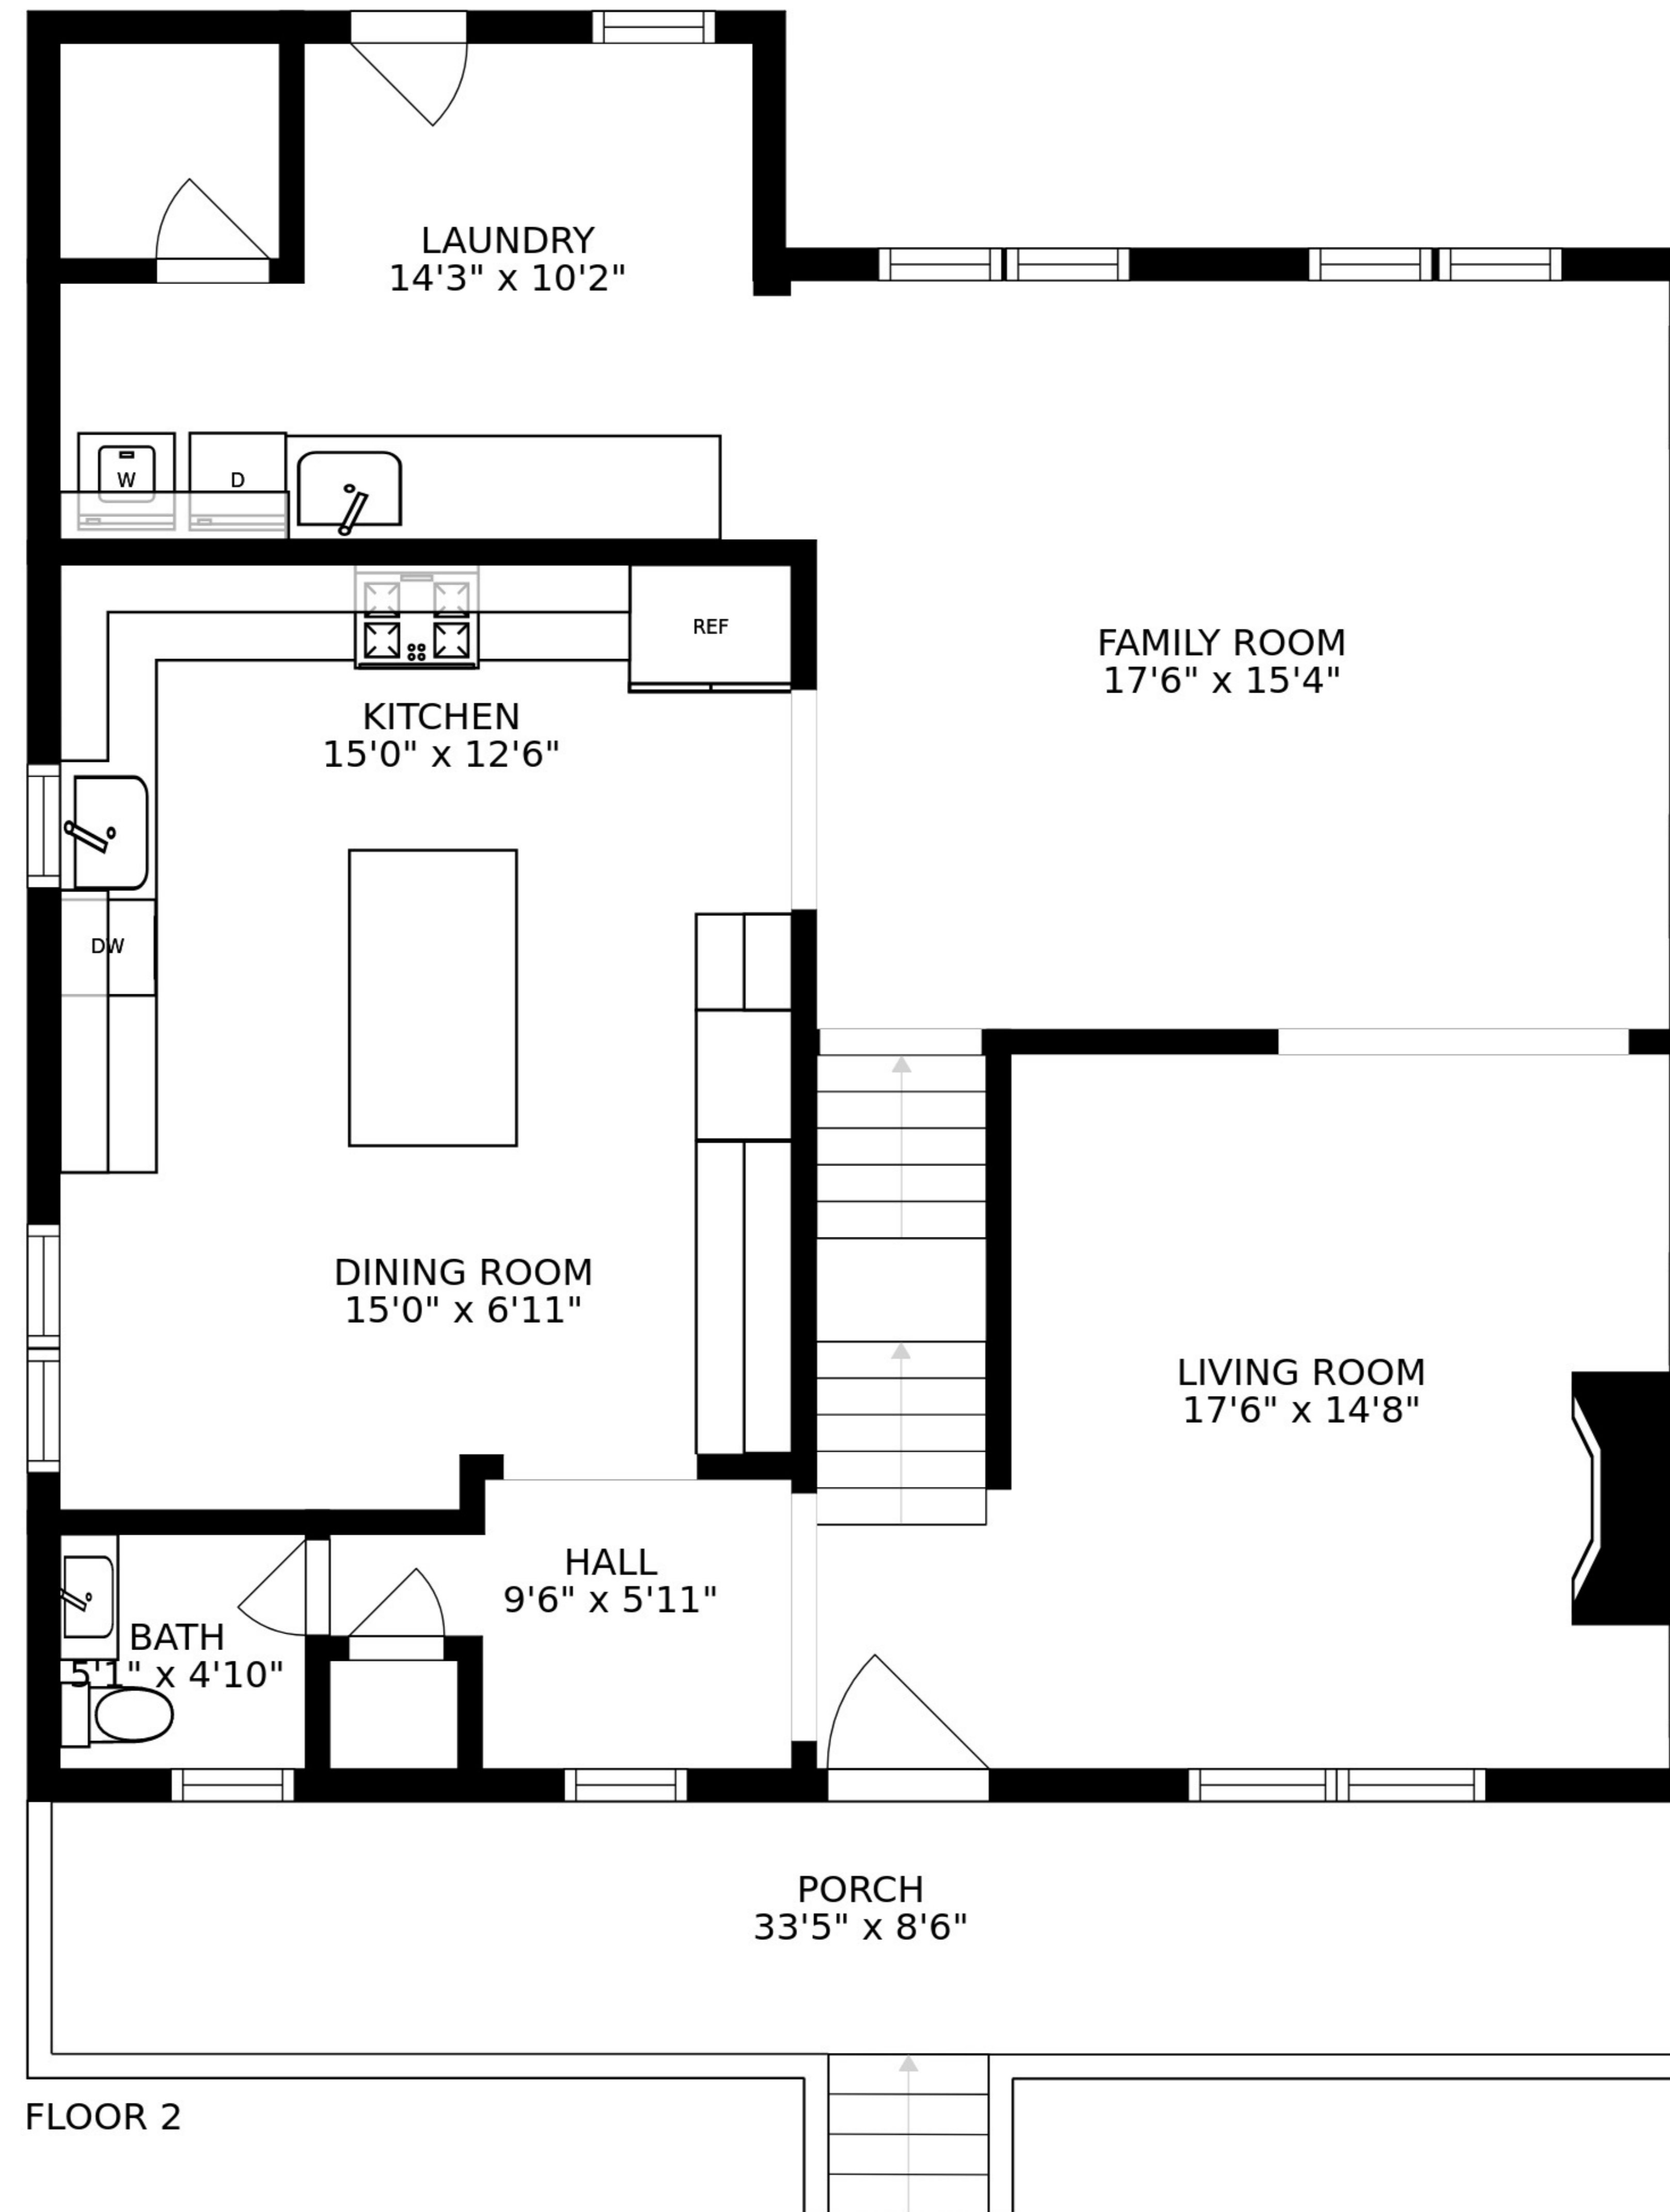 LAUNDRY
14'3" x 10'2"
W
D
REF
FAMILY ROOM
17'6" x 15'4"
KITCHEN
15'0" x 12'6"
DW
DINING ROOM
15'0" x 6'11"
LIVING ROOM
17'6" x 14'8"
HALL
9'6" x 5'11"
BATH
5'1" x 4'10"
PORCH
33'5" x 8'6"
FLOOR 2